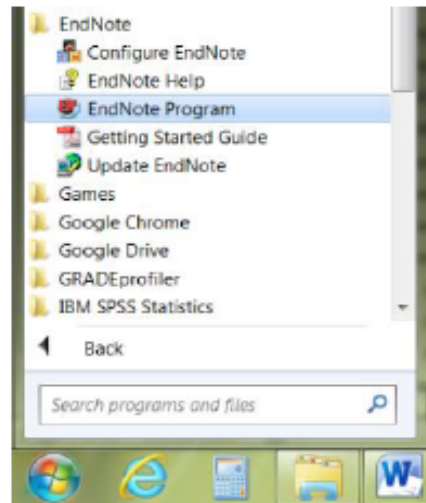 EndNote
Configure EndNote
EndNote Help
EndNote Program
Getting Started Guide
Update EndNote
Games
Google Chrome
Google Drive
GRADEprofiler
IBM SPSS Statistics
Back
Search programs and files
W